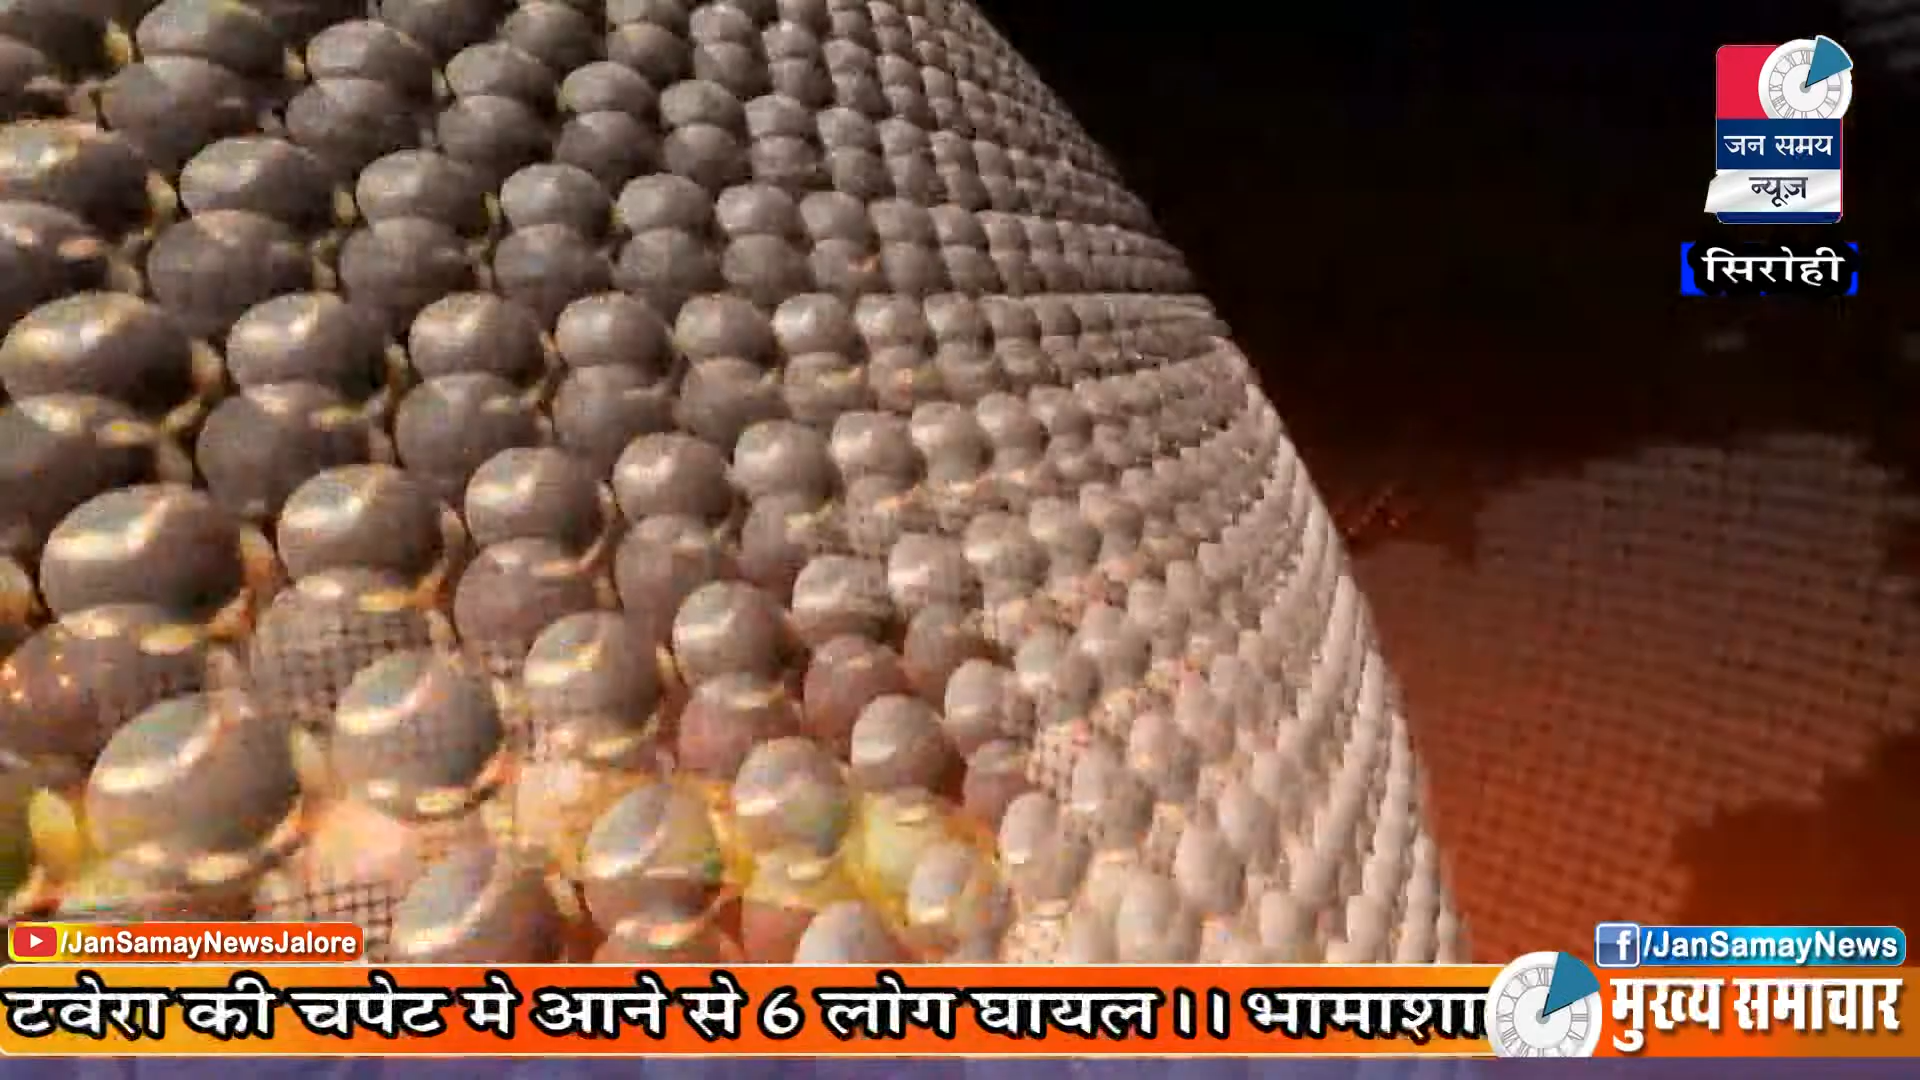 जन समय
न्यूज़
सिरोही
/JanSamayNewsJalore
/JanSamayNews
टवेरा की चपेट मे आने से 6 लोग घायल ।। भामाशा
मुख्य समाचार